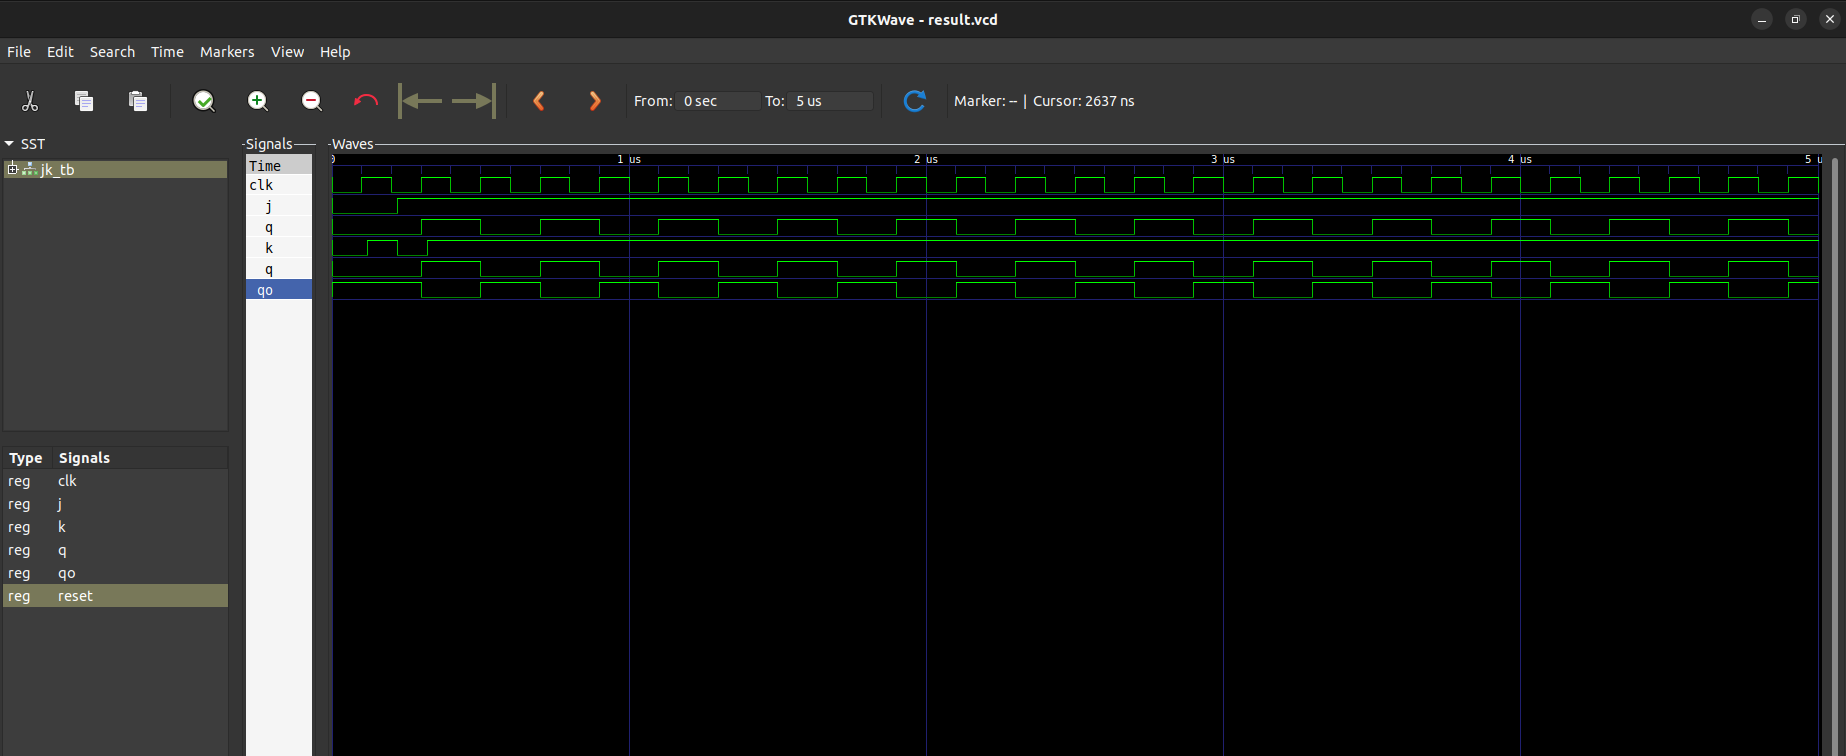 GTKWave - result.vcd
File Edit Search Time Markers View Help
From: 0 sec To: 5 us Marker: -- | Cursor: 2637 ns
SST
jk_tb
Type Signals
reg clk
reg j
reg k
reg q
reg qo
reg reset
Signals
Time
clk
j
q
k
q
qo
Waves
0 1 us 2 us 3 us 4 us 5 u